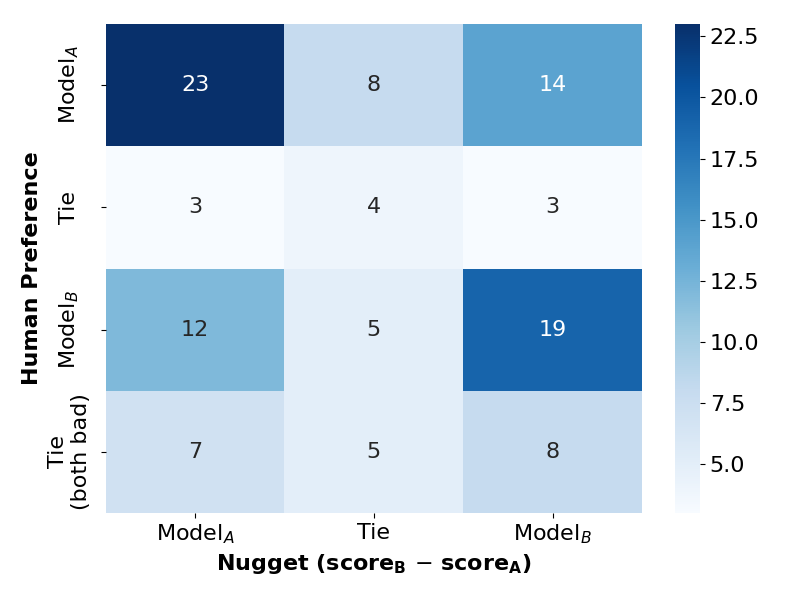 Human Preference
Model_A
Tie
Model_B
Tie
(both bad)
23 8 14
3 4 3
12 5 19
7 5 8
Model_A Tie Model_B
Nugget (score_B − score_A)
22.5
20.0
17.5
15.0
12.5
10.0
7.5
5.0